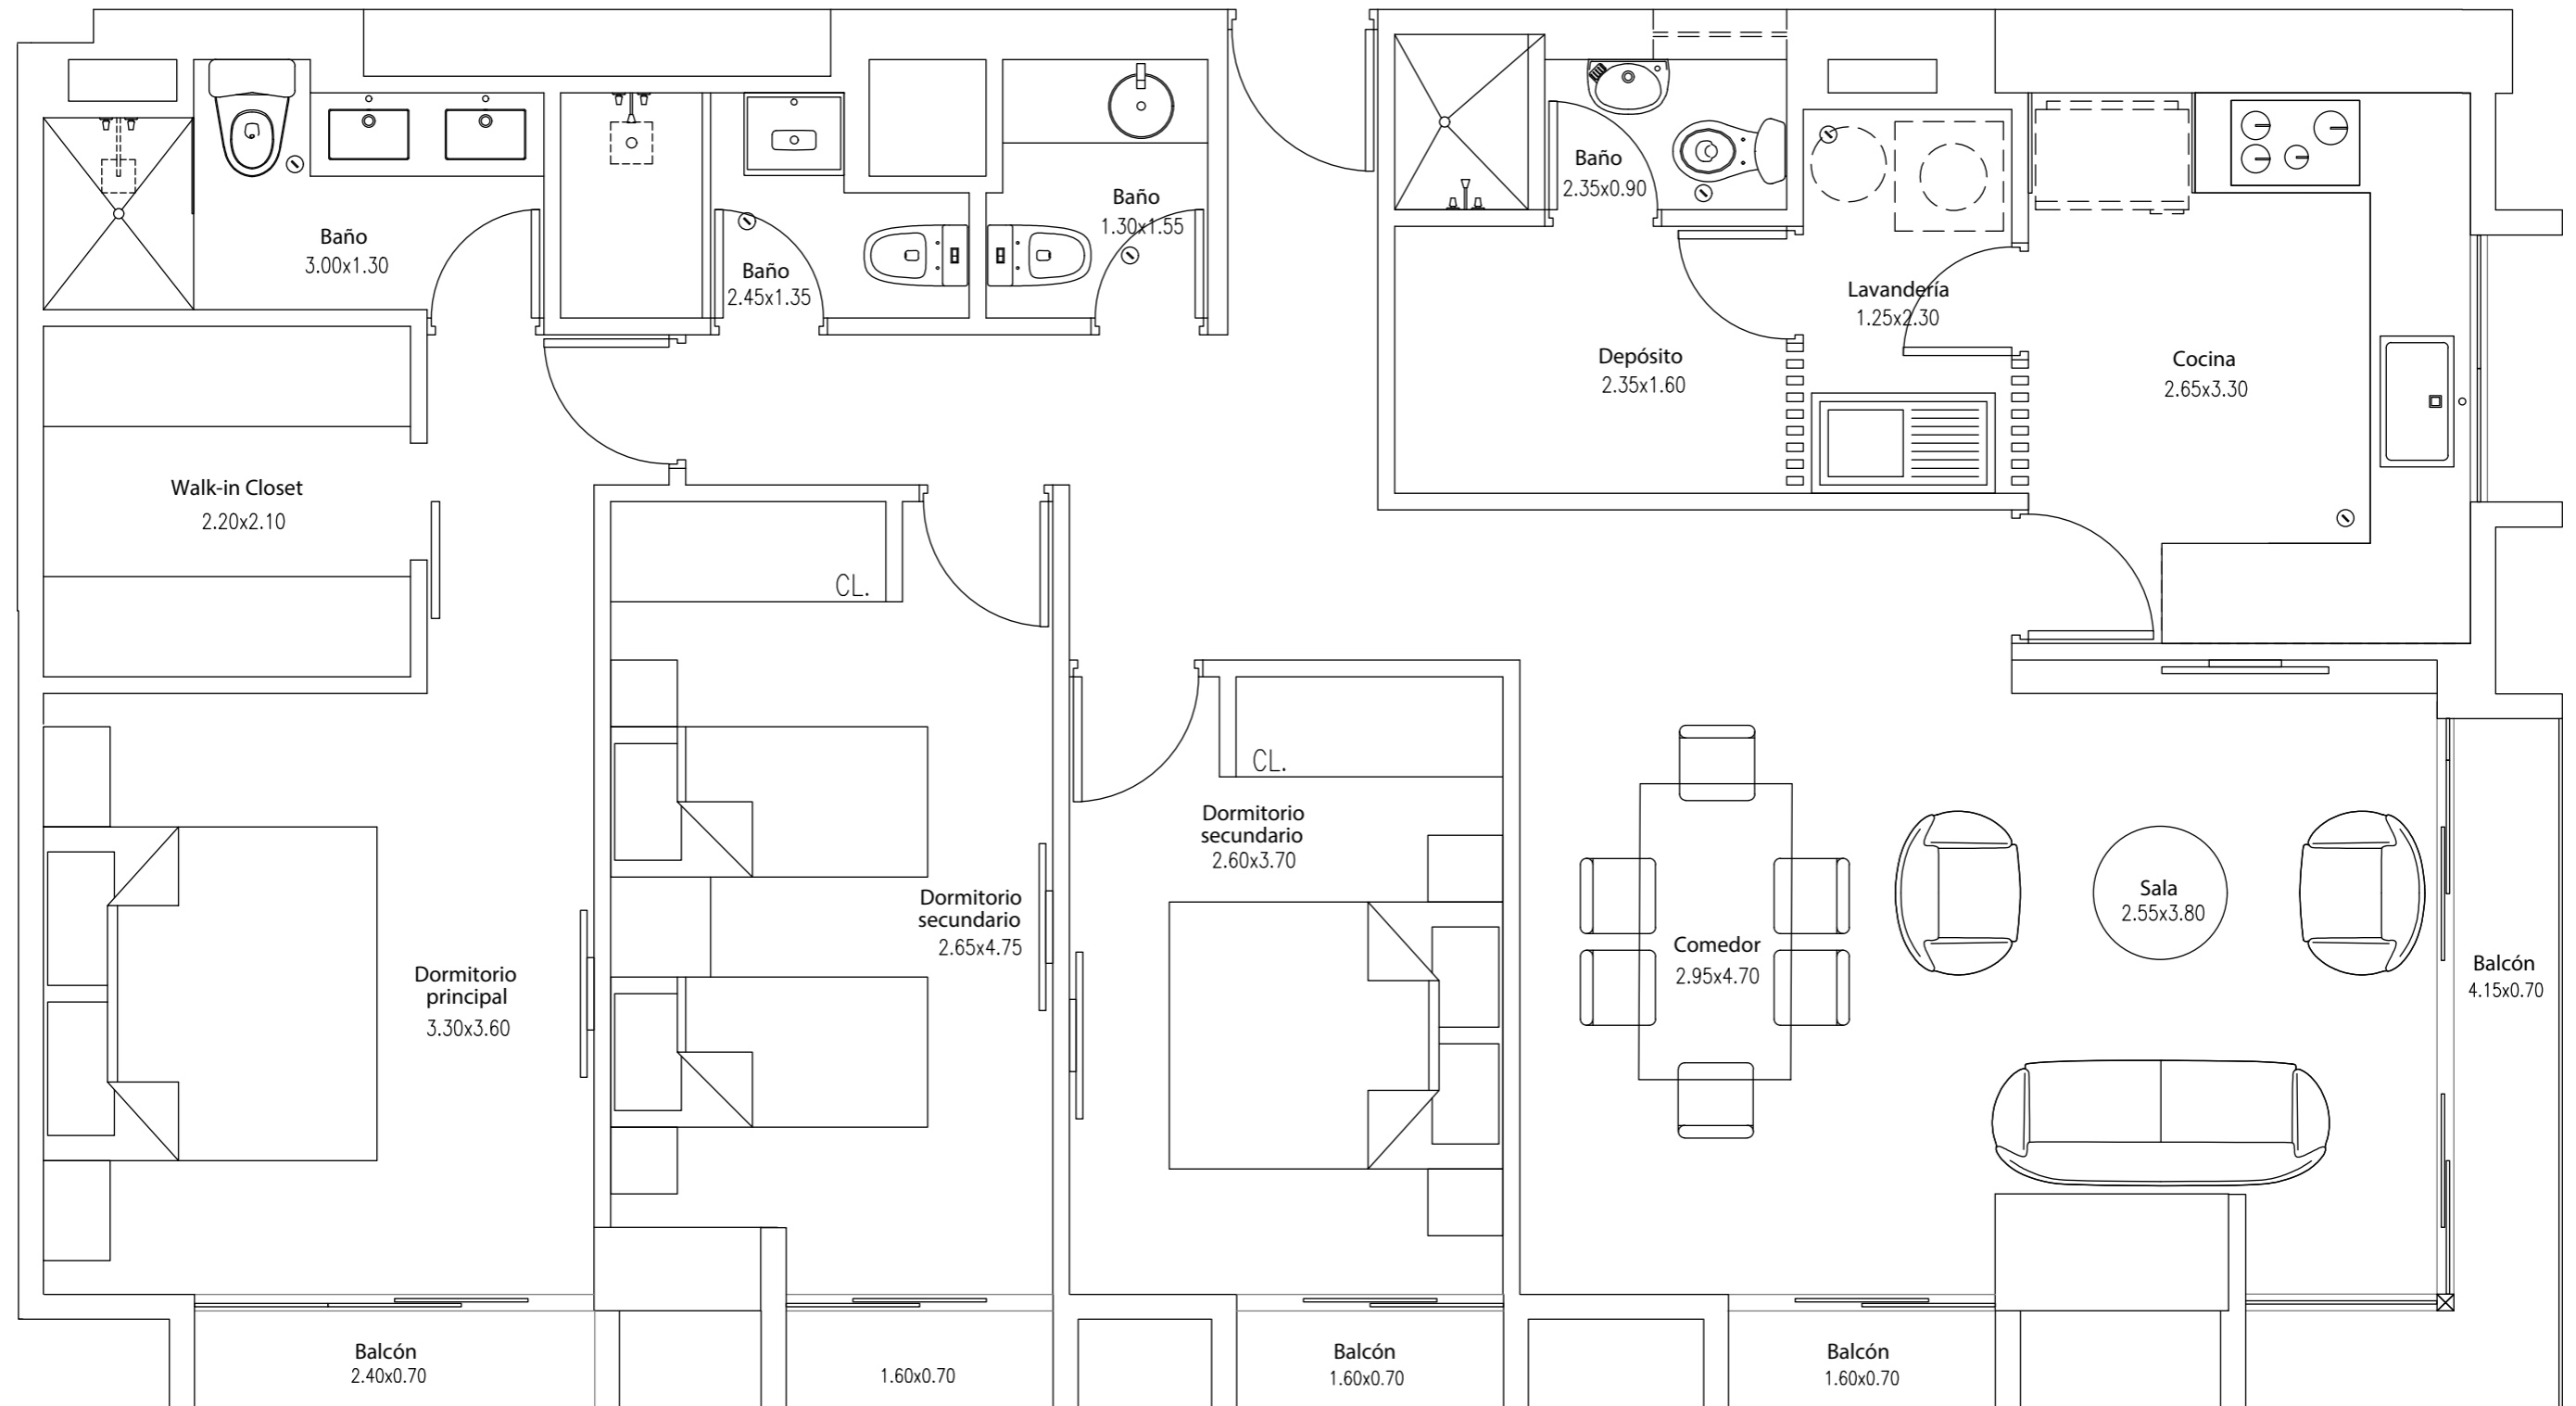 Baño
3.00x1.30
Baño
2.45x1.35
Baño
1.30x1.55
Baño
2.35x0.90
Lavandería
1.25x2.30
Depósito
2.35x1.60
Cocina
2.65x3.30
Walk-in Closet
2.20x2.10
CL.
CL.
Dormitorio
principal
3.30x3.60
Dormitorio
secundario
2.65x4.75
Dormitorio
secundario
2.60x3.70
Comedor
2.95x4.70
Sala
2.55x3.80
Balcón
4.15x0.70
Balcón
2.40x0.70
1.60x0.70
Balcón
1.60x0.70
Balcón
1.60x0.70